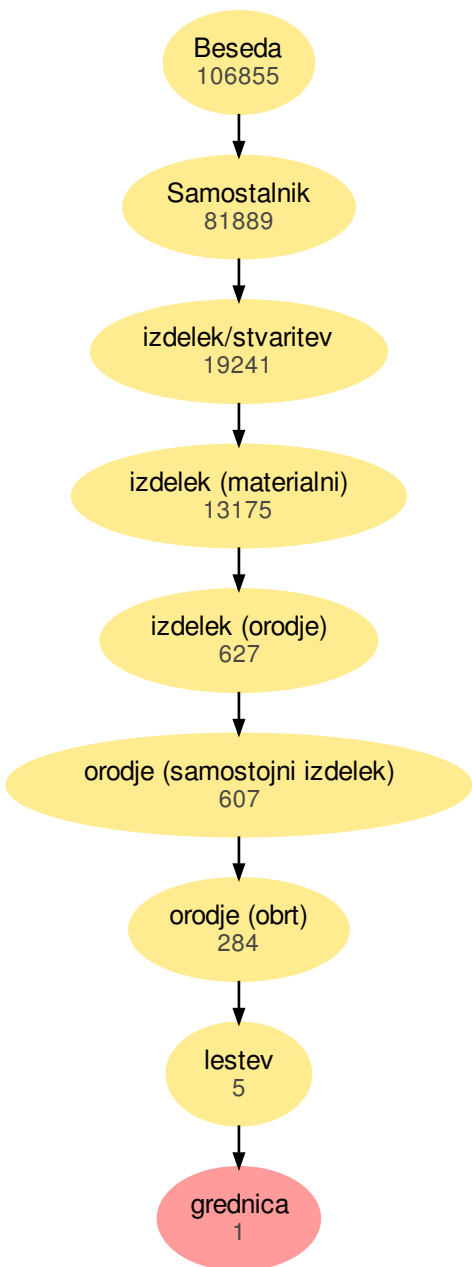 Beseda
106855
Samostalnik
81889
izdelek/stvaritev
19241
izdelek (materialni)
13175
izdelek (orodje)
627
orodje (samostojni izdelek)
607
orodje (obrt)
284
lestev
5
grednica
1